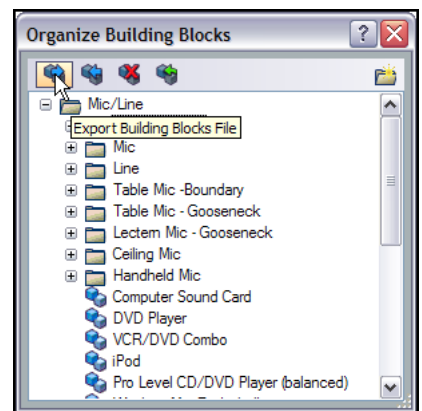 Organize Building Blocks
Mic/Line
Export Building Blocks File
Mic
Line
Table Mic -Boundary
Table Mic - Gooseneck
Lectern Mic - Gooseneck
Ceiling Mic
Handheld Mic
Computer Sound Card
DVD Player
VCR/DVD Combo
iPod
Pro Level CD/DVD Player (balanced)